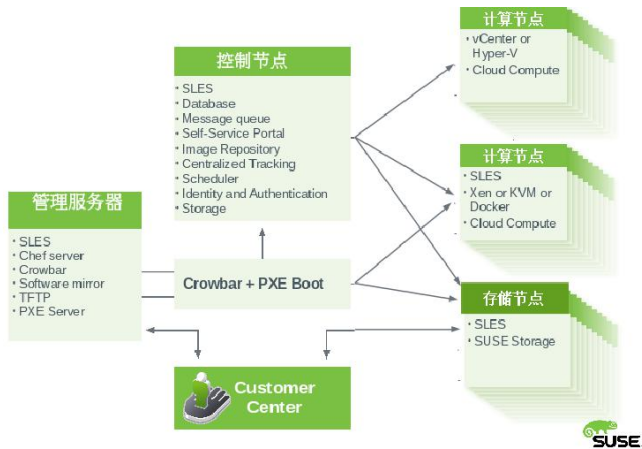 控制节点
· SLES
· Database
· Message queue
· Self-Service Portal
· Image Repository
· Centralized Tracking
· Scheduler
· Identity and Authentication
· Storage
管理服务器
· SLES
· Chef server
· Crowbar
· Software mirror
· TFTP
· PXE Server
Crowbar + PXE Boot
Customer
Center
计算节点
· vCenter or
Hyper-V
· Cloud Compute
计算节点
· SLES
· Xen or KVM or
Docker
· Cloud Compute
存储节点
· SLES
· SUSE Storage
SUSE